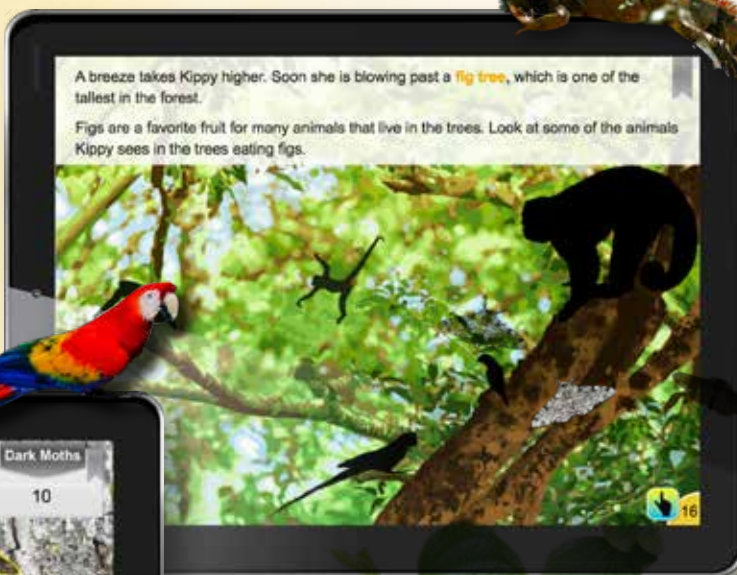 A breeze takes Kippy higher. Soon she is blowing past a fig tree, which is one of the
tallest in the forest.
Figs are a favorite fruit for many animals that live in the trees. Look at some of the animals
Kippy sees in the trees eating figs.
16
Dark Moths
10